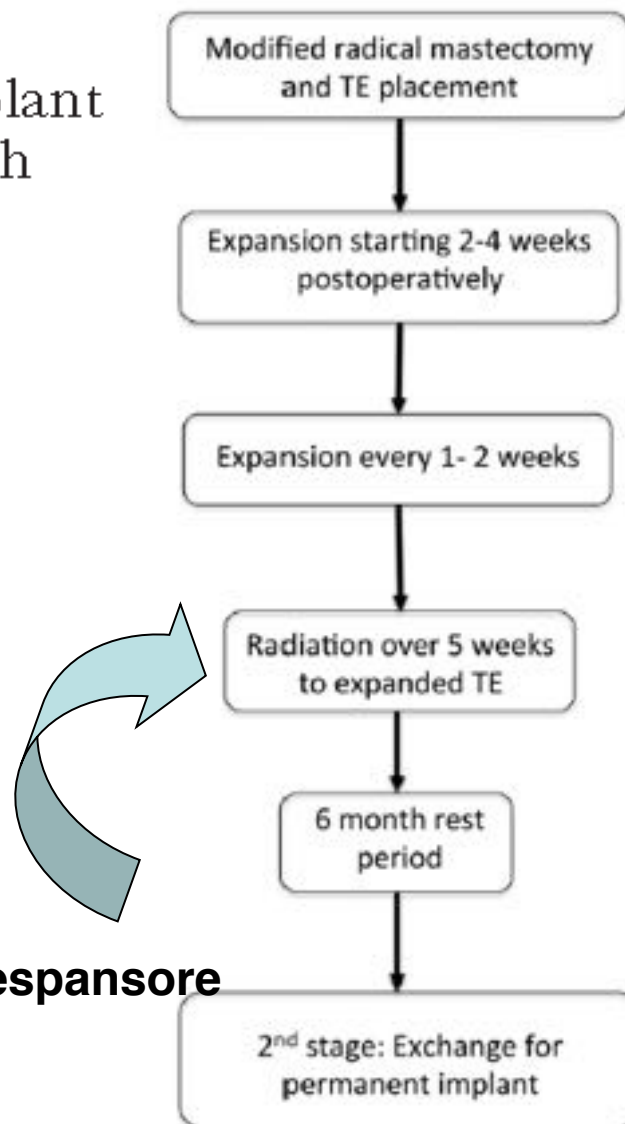 Modified radical mastectomy
and TE placement
Expansion starting 2-4 weeks
postoperatively
Expansion every 1- 2 weeks
Radiation over 5 weeks
to expanded TE
6 month rest
period
espansore
2nd stage: Exchange for
permanent implant